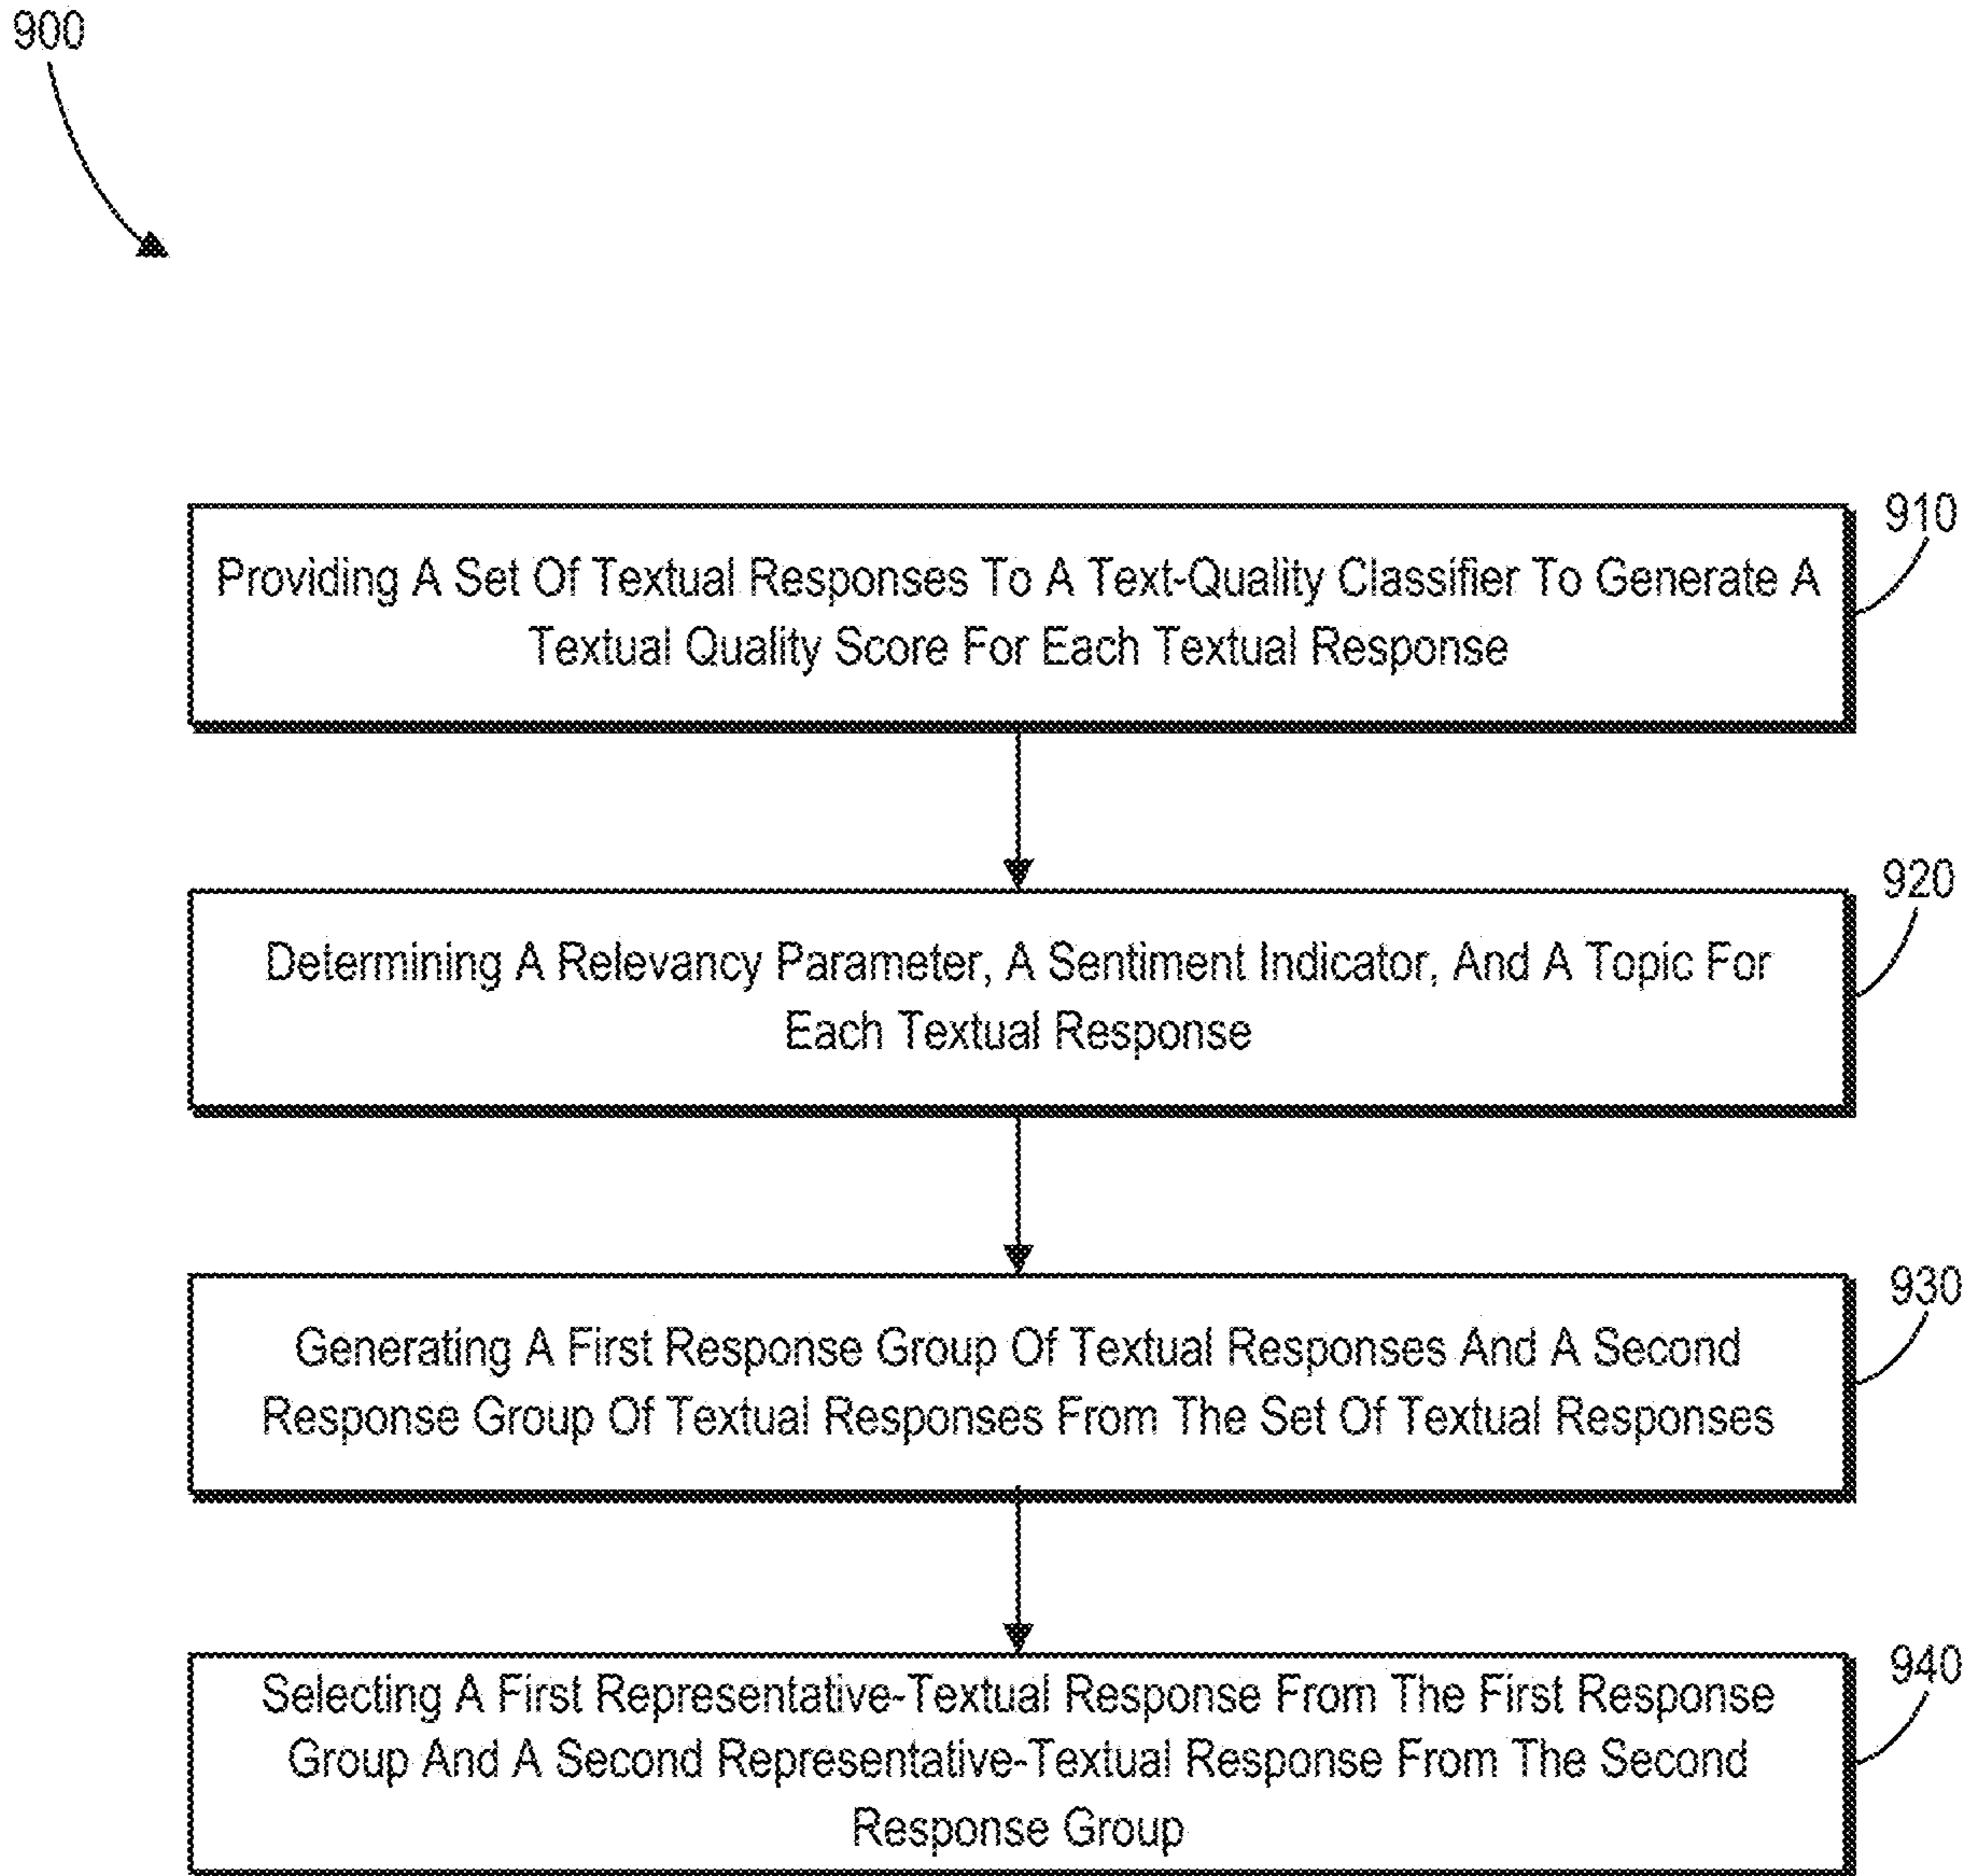 900
910
Providing A Set Of Textual Responses To A Text-Quality Classifier To Generate A
Textual Quality Score For Each Textual Response
920
Determining A Relevancy Parameter, A Sentiment Indicator, And A Topic For
Each Textual Response
930
Generating A First Response Group Of Textual Responses And A Second
Response Group Of Textual Responses From The Set Of Textual Responses
940
Selecting A First Representative-Textual Response From The First Response
Group And A Second Representative-Textual Response From The Second
Response Group